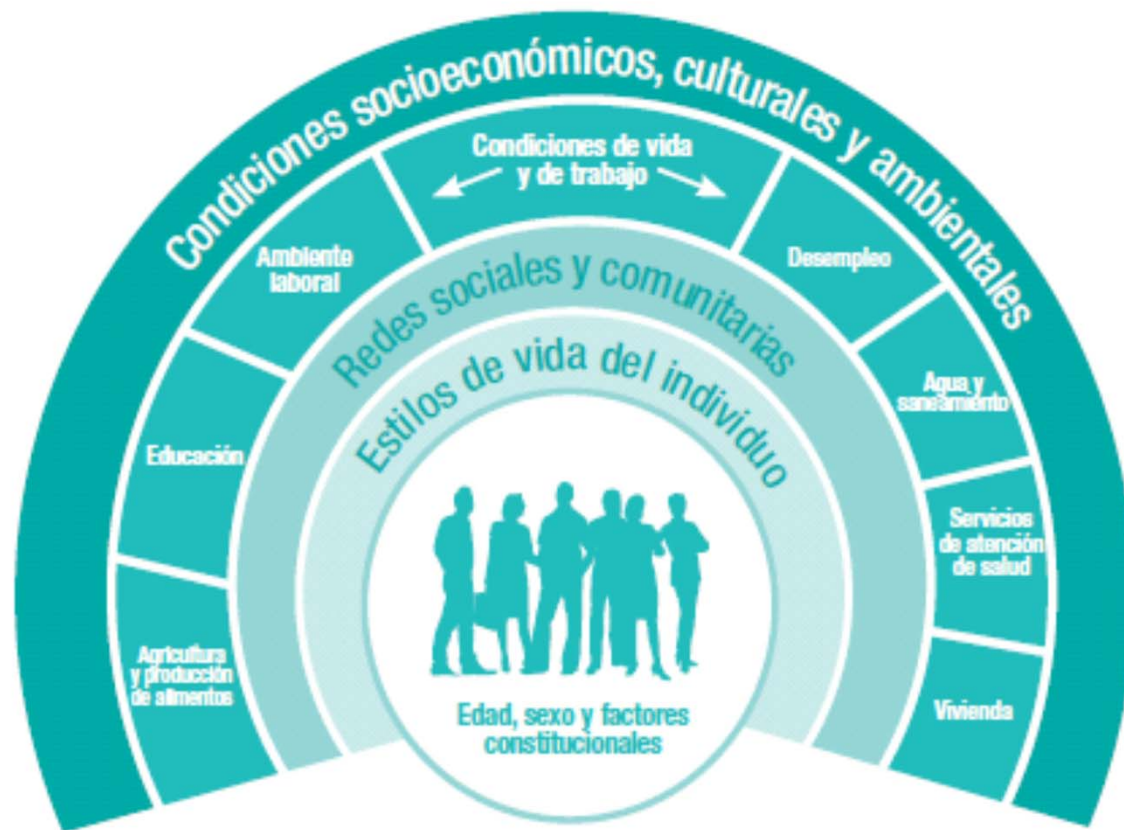 Condiciones socioeconómicos, culturales y ambientales
Condiciones de vida
y de trabajo
Ambiente
laboral
Desempleo
Redes sociales y comunitarias
Estilos de vida del individuo
Agua y
saneamiento
Educación
Servicios
de atención
de salud
Agricultura
y producción
de alimentos
Vivienda
Edad, sexo y factores
constitucionales